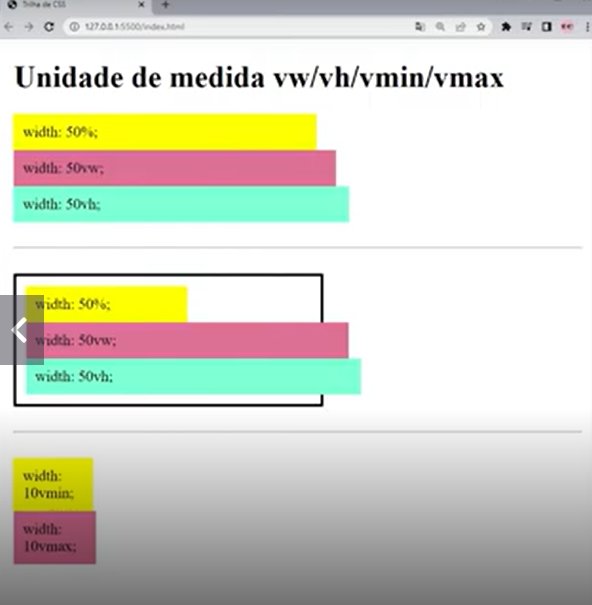 Trilha de CSS
127.0.0.1:5500/index.html
Unidade de medida vw/vh/vmin/vmax
width: 50%;
width: 50vw;
width: 50vh;
width: 50%;
width: 50vw;
width: 50vh;
width:
10vmin;
width:
10vmax;